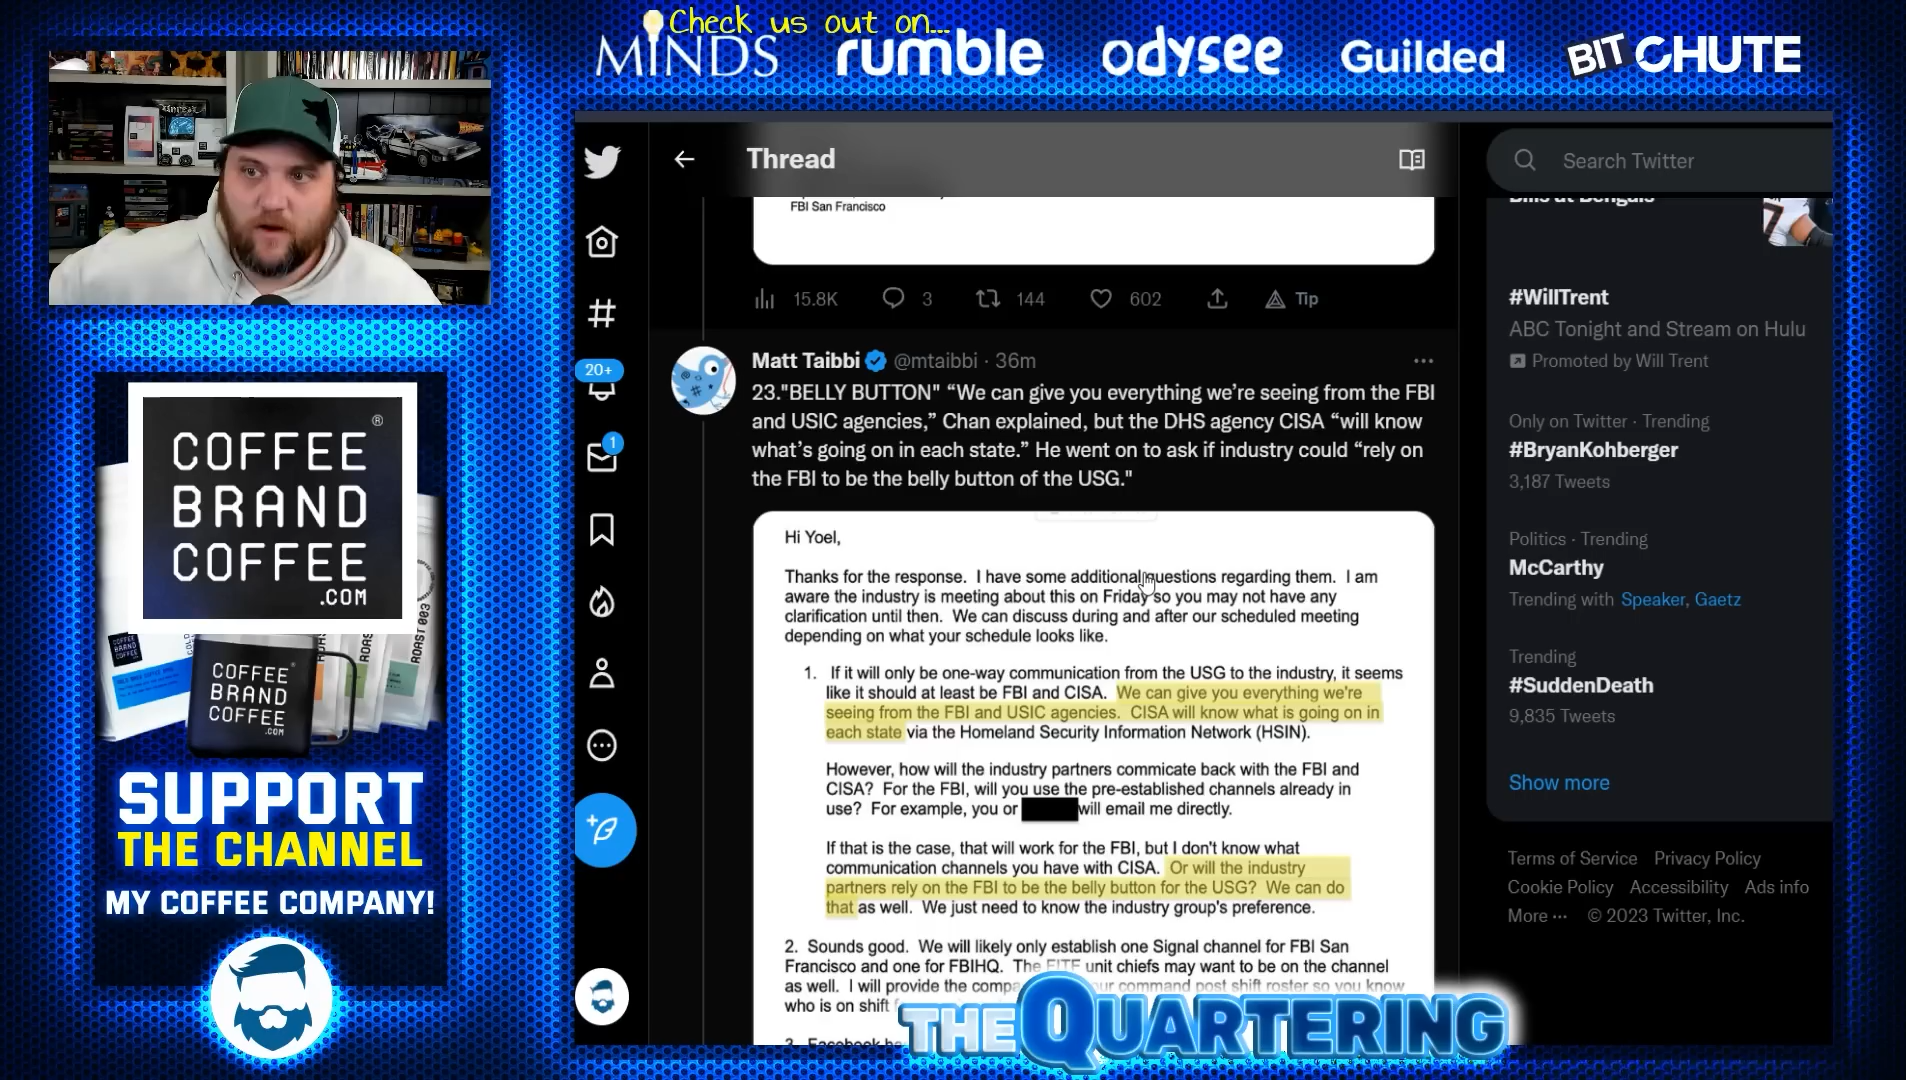 Check us out on...
MINDS rumble odysee Guilded BITCHUTE
COFFEE
BRAND
COFFEE
.COM
®
ROAST 003
COFFEE
BRAND
COFFEE
.COM
SUPPORT
THE CHANNEL
MY COFFEE COMPANY!
20+
1
Thread
FBI San Francisco
15.8K 3 144 602 Tip
Matt Taibbi @mtaibbi · 36m
23."BELLY BUTTON" “We can give you everything we’re seeing from the FBI
and USIC agencies,” Chan explained, but the DHS agency CISA “will know
what’s going on in each state.” He went on to ask if industry could “rely on
the FBI to be the belly button of the USG."
Hi Yoel,
Thanks for the response. I have some additional questions regarding them. I am
aware the industry is meeting about this on Friday so you may not have any
clarification until then. We can discuss during and after our scheduled meeting
depending on what your schedule looks like.
1. If it will only be one-way communication from the USG to the industry, it seems
like it should at least be FBI and CISA. We can give you everything we're
seeing from the FBI and USIC agencies. CISA will know what is going on in
each state via the Homeland Security Information Network (HSIN).
However, how will the industry partners commicate back with the FBI and
CISA? For the FBI, will you use the pre-established channels already in
use? For example, you or will email me directly.
If that is the case, that will work for the FBI, but I don't know what
communication channels you have with CISA. Or will the industry
partners rely on the FBI to be the belly button for the USG? We can do
that as well. We just need to know the industry group's preference.
2. Sounds good. We will likely only establish one Signal channel for FBI San
Francisco and one for FBIHQ. The FITF unit chiefs may want to be on the channel
as well. I will provide the command post shift roster so you know
who is on shift
3. Facebook
THE QUARTERING
Search Twitter
Bills at Bengals
7
#WillTrent
ABC Tonight and Stream on Hulu
Promoted by Will Trent
Only on Twitter · Trending
#BryanKohberger
3,187 Tweets
Politics · Trending
McCarthy
Trending with Speaker, Gaetz
Trending
#SuddenDeath
9,835 Tweets
Show more
Terms of Service Privacy Policy
Cookie Policy Accessibility Ads info
More ··· © 2023 Twitter, Inc.